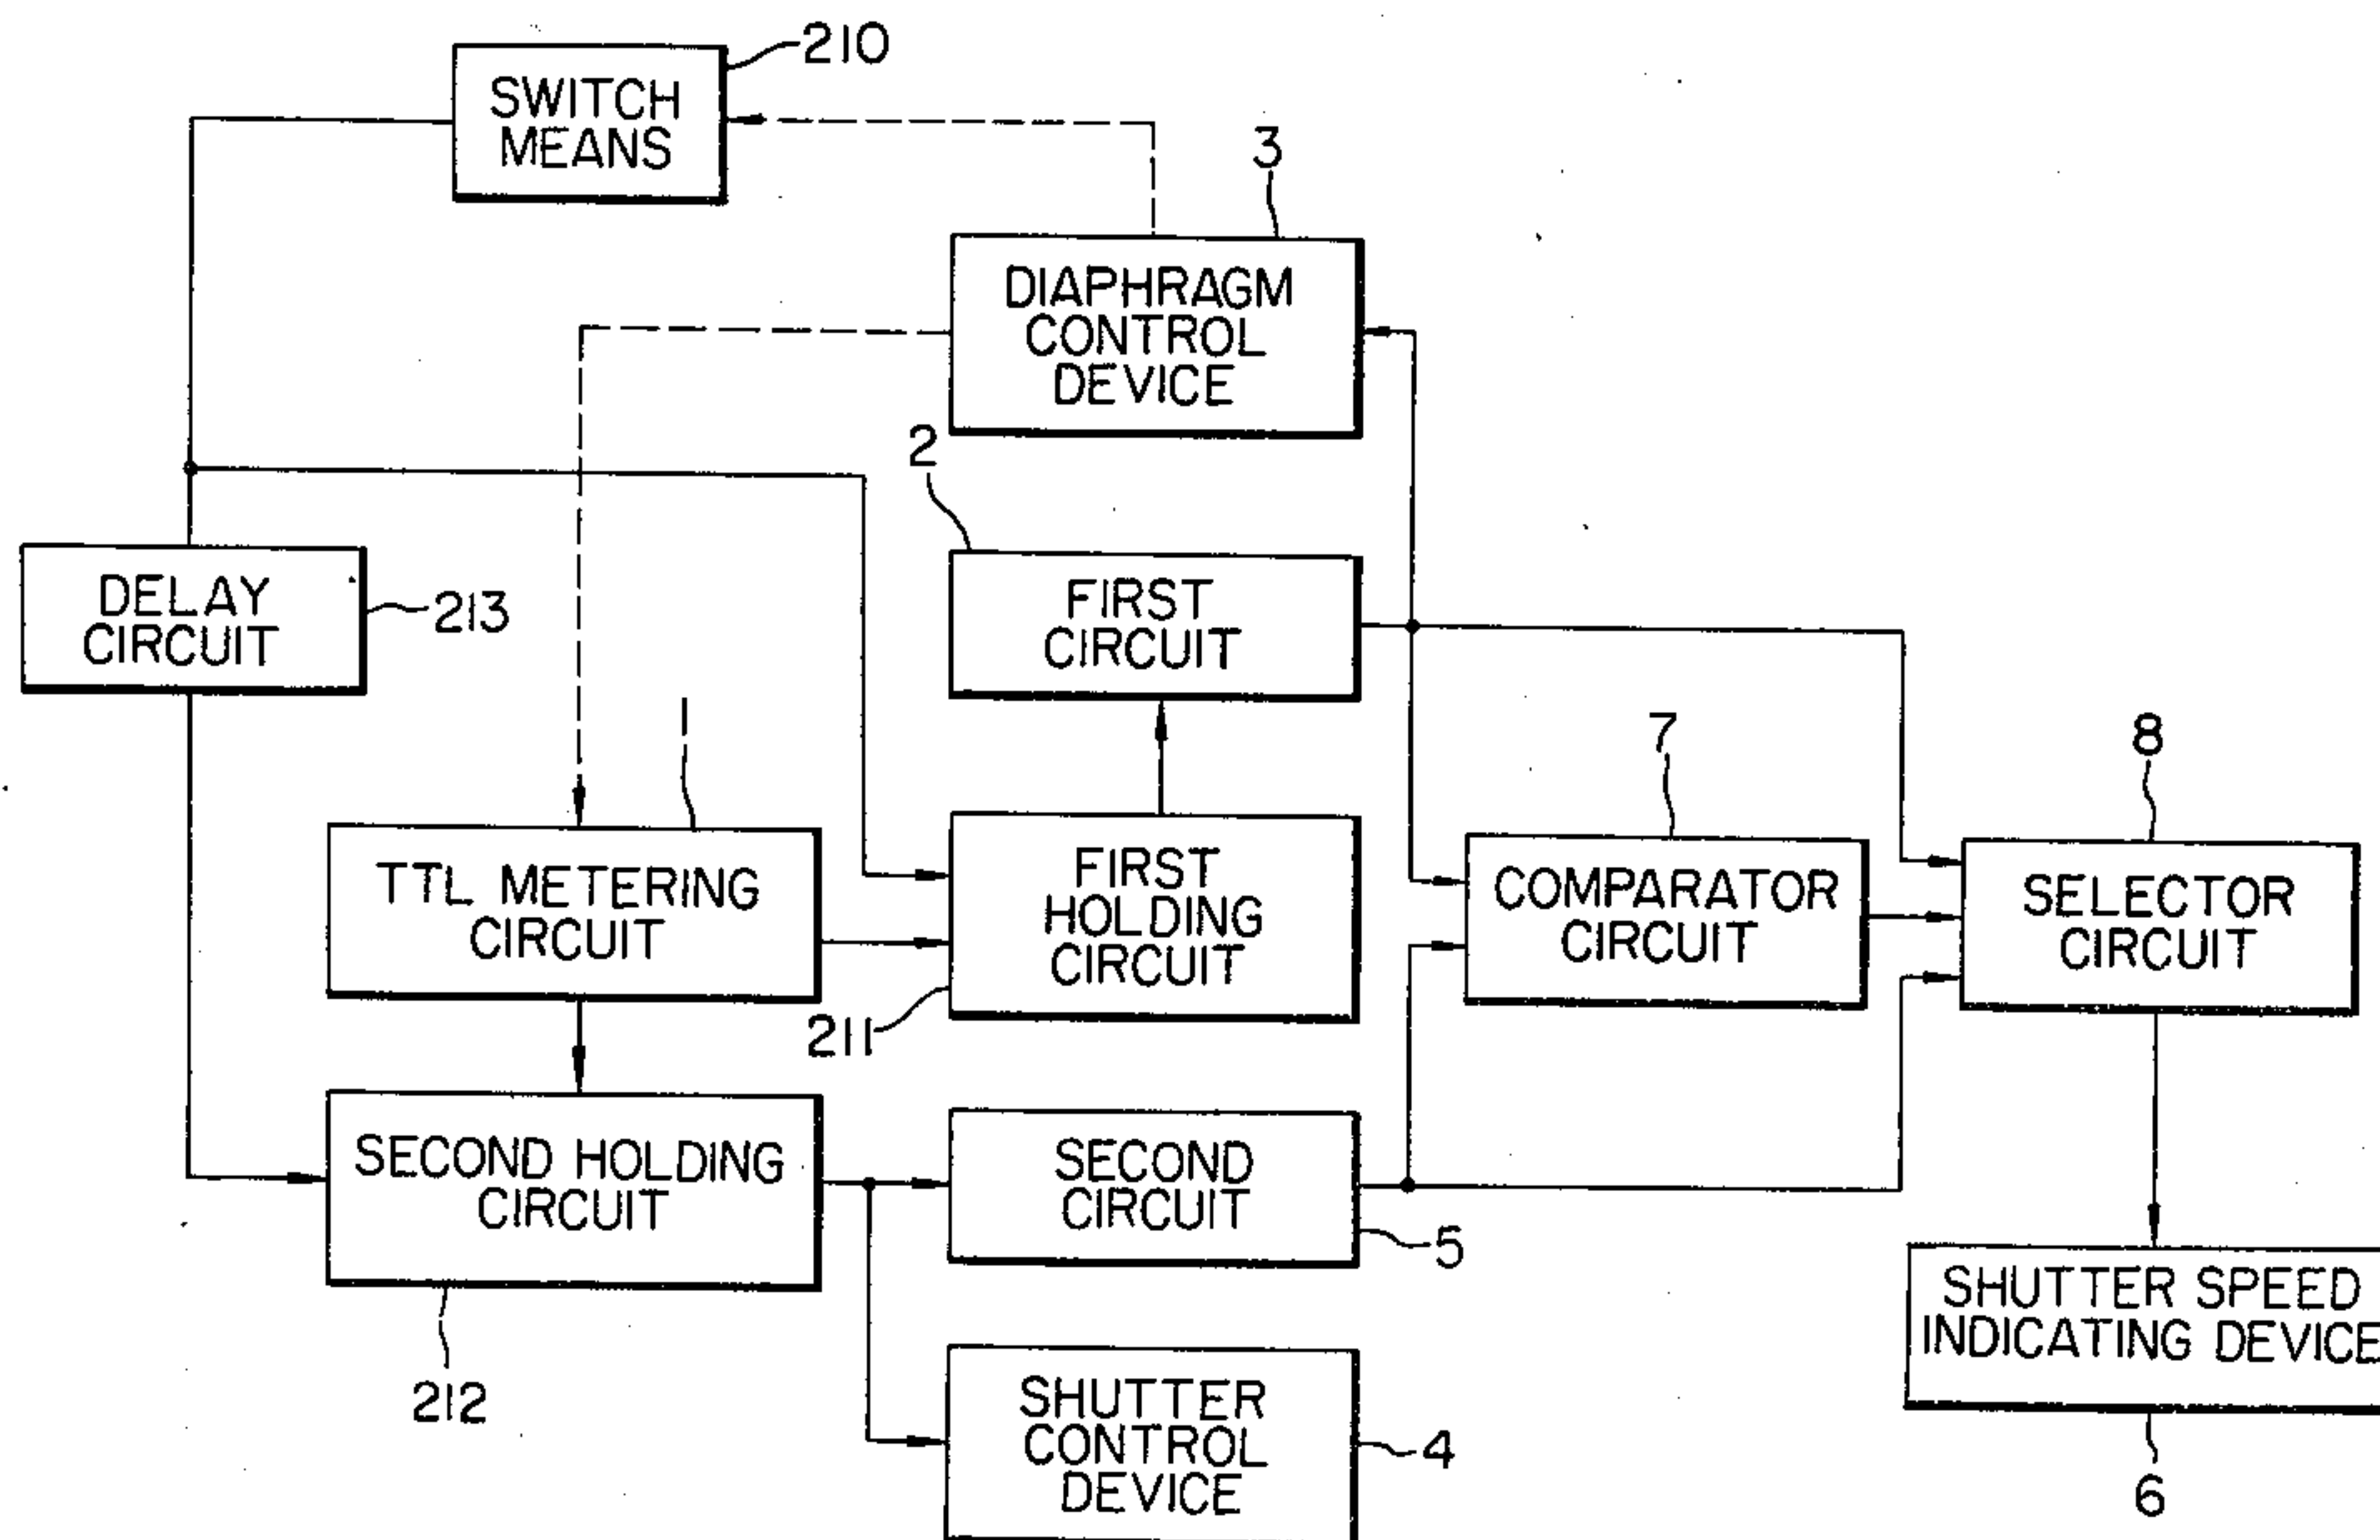 210
SWITCH
MEANS
3
DIAPHRAGM
CONTROL
DEVICE
2
FIRST
CIRCUIT
DELAY
CIRCUIT
213
1
7
8
TTL METERING
CIRCUIT
FIRST
HOLDING
CIRCUIT
COMPARATOR
CIRCUIT
SELECTOR
CIRCUIT
211
SECOND HOLDING
CIRCUIT
SECOND
CIRCUIT
5
SHUTTER SPEED
INDICATING DEVICE
212
SHUTTER
CONTROL
DEVICE
4
6